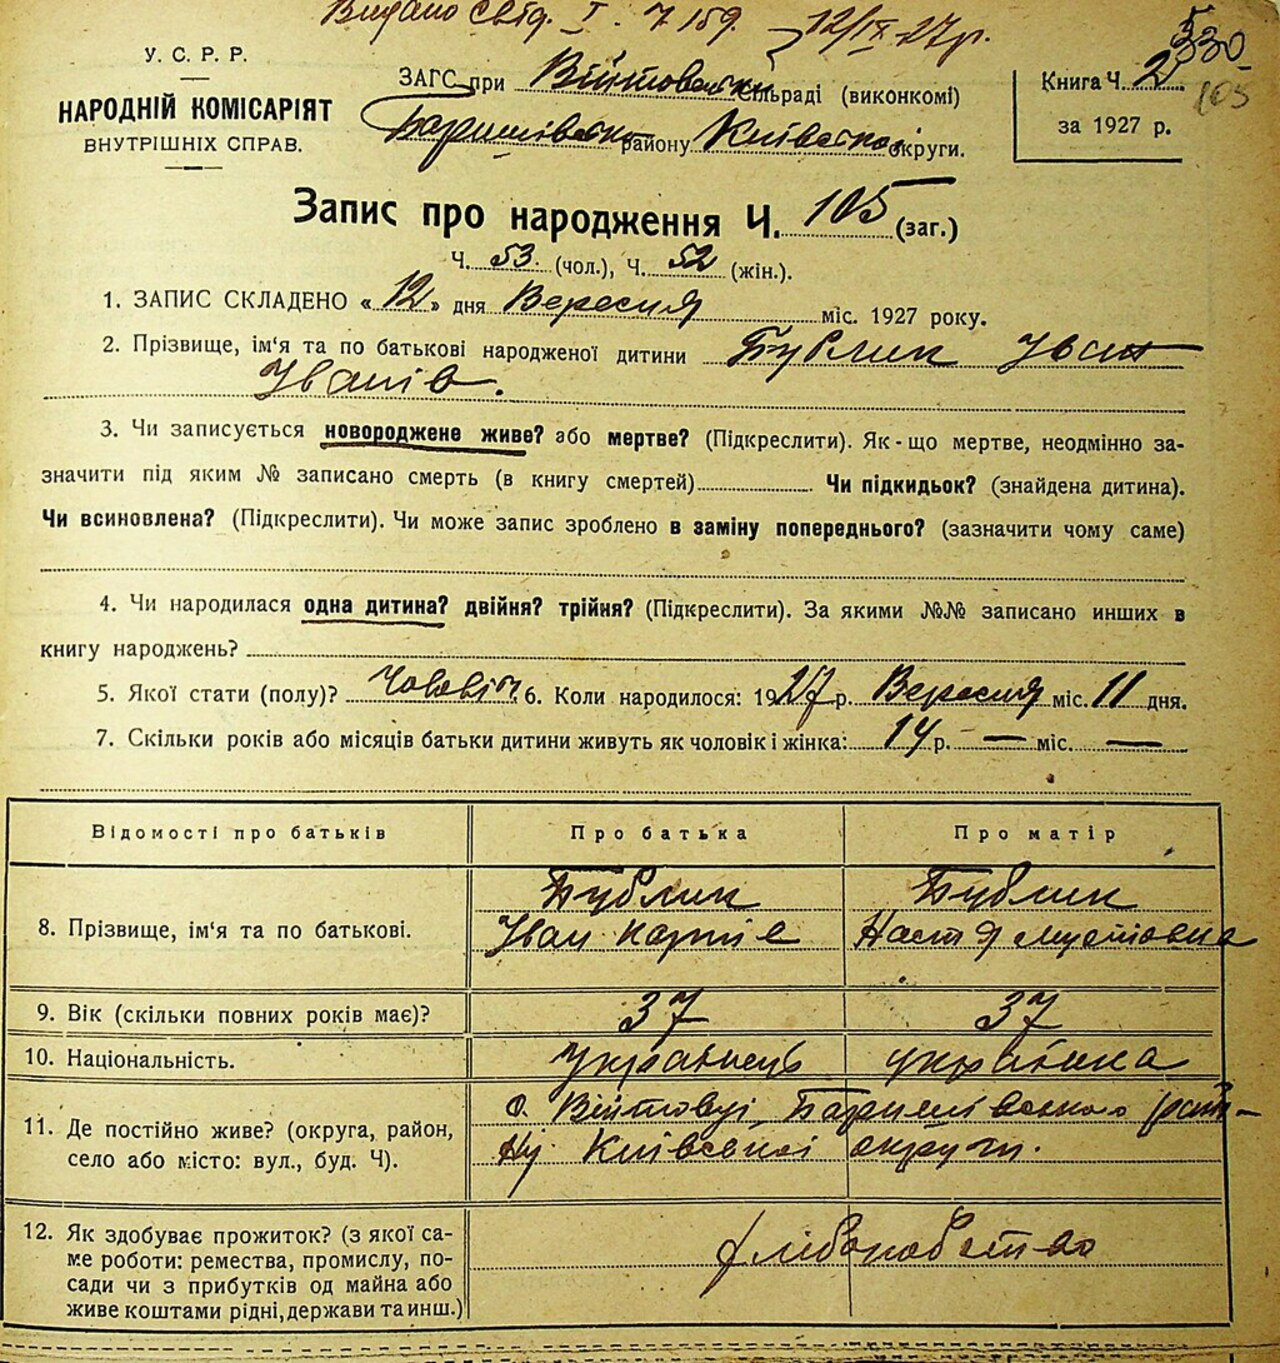 Видано Свід. I. 7159. 12/IX 27 р.
У. С. Р. Р.
НАРОДНІЙ КОМІСАРІЯТ
ВНУТРІШНІХ СПРАВ.
ЗАГС при Війтовській сільраді (виконкомі)
Баришівсько району Київської округи.
Книга Ч. 2
за 1927 р.
530
105
Запис про народження Ч. 105 (заг.)
Ч. 53 (чол.), Ч. 52 (жін.).
1. ЗАПИС СКЛАДЕНО «12» дня Вересня міс. 1927 року.
2. Прізвище, ім'я та по батькові народженої дитини Бублик Іван
Іванів.
3. Чи записується новороджене живе? або мертве? (Підкреслити). Як-що мертве, неодмінно за-
значити під яким № записано смерть (в книгу смертей) Чи підкидьок? (знайдена дитина).
Чи всиновлена? (Підкреслити). Чи може запис зроблено в заміну попереднього? (зазначити чому саме)
4. Чи народилася одна дитина? двійня? трійня? (Підкреслити). За якими №№ записано инших в
книгу народжень?
5. Якої стати (полу)? Чоловіч. 6. Коли народилося: 1927 р. Вересня міс. 11 дня.
7. Скільки років або місяців батьки дитини живуть як чоловік і жінка: 14 р. — міс. —
Відомості про батьків Про батька Про матір
8. Прізвище, ім'я та по батькові. Бублик Бублик
Іван Карпів Настя Мусіовна
9. Вік (скільки повних років має)? 37 37
10. Національність. українець українка
11. Де постійно живе? (округа, район,
село або місто: вул., буд. Ч).
с. Війтовці Баришівського рай-
ну Київської округи.
12. Як здобуває прожиток? (з якої са-
ме роботи: ремества, промислу, по-
сади чи з прибутків од майна або
живе коштами рідні, держави та инш.)
хлібопобство